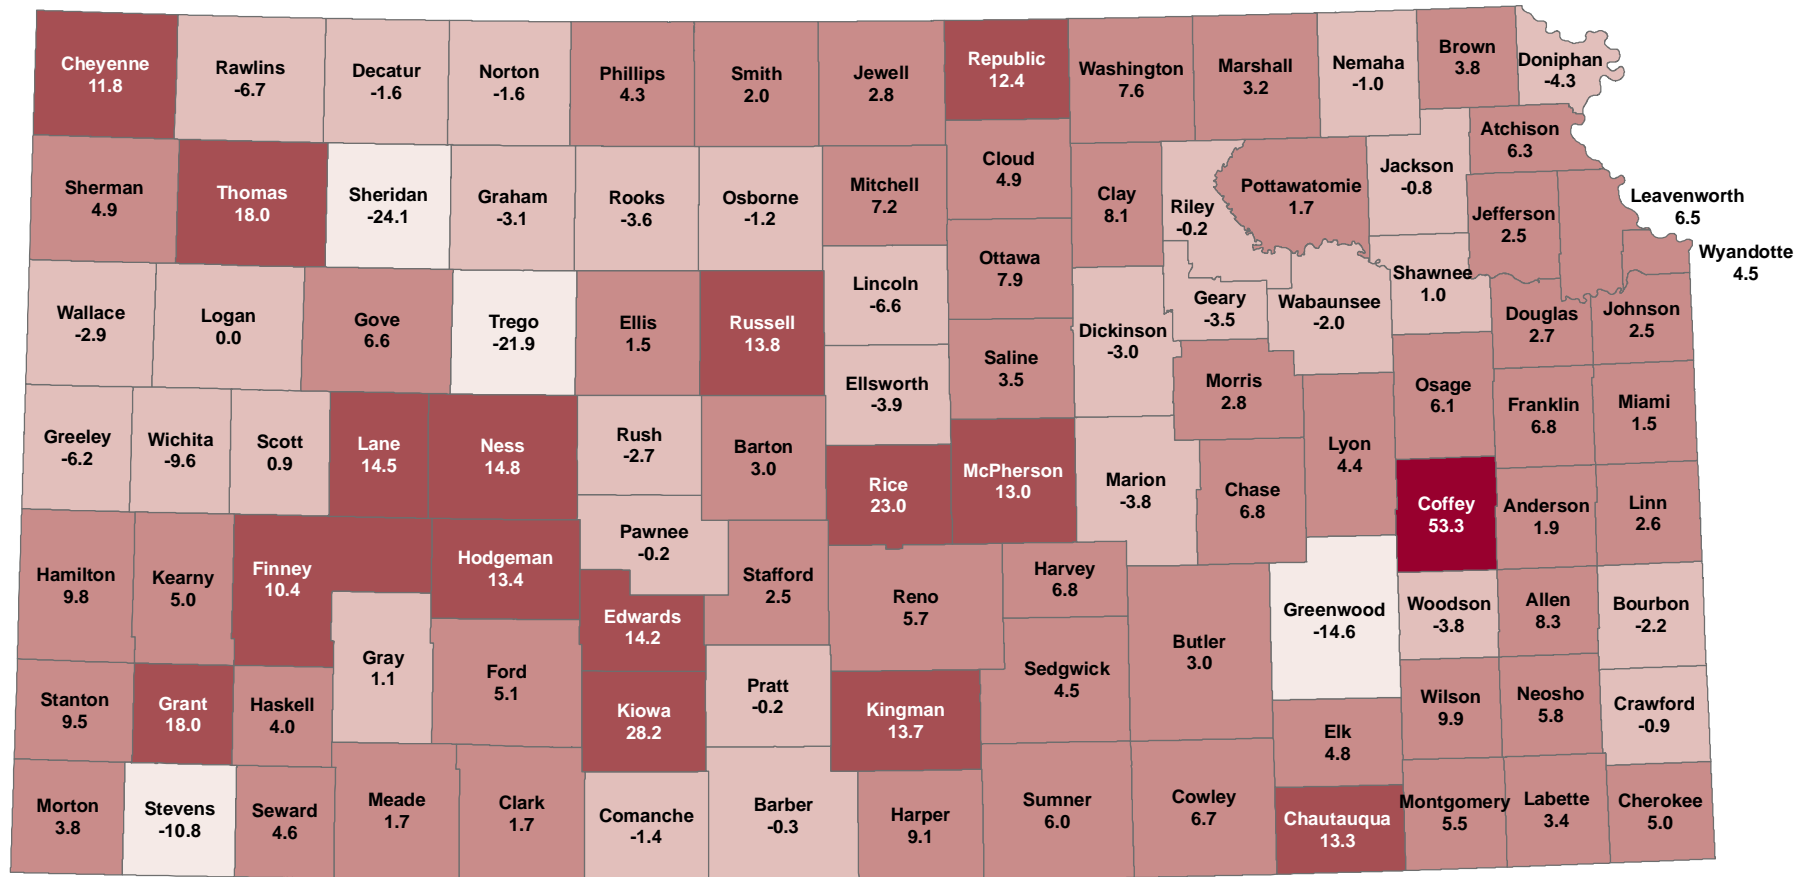 Cheyenne
11.8
Rawlins
-6.7
Decatur
-1.6
Norton
-1.6
Phillips
4.3
Smith
2.0
Jewell
2.8
Republic
12.4
Washington
7.6
Marshall
3.2
Nemaha
-1.0
Brown
3.8
Doniphan
-4.3
Sherman
4.9
Thomas
18.0
Sheridan
-24.1
Graham
-3.1
Rooks
-3.6
Osborne
-1.2
Mitchell
7.2
Cloud
4.9
Clay
8.1
Riley
-0.2
Pottawatomie
1.7
Jackson
-0.8
Atchison
6.3
Jefferson
2.5
Leavenworth
6.5
Wyandotte
4.5
Wallace
-2.9
Logan
0.0
Gove
6.6
Trego
-21.9
Ellis
1.5
Russell
13.8
Lincoln
-6.6
Ottawa
7.9
Saline
3.5
Dickinson
-3.0
Geary
-3.5
Wabaunsee
-2.0
Shawnee
1.0
Douglas
2.7
Johnson
2.5
Greeley
-6.2
Wichita
-9.6
Scott
0.9
Lane
14.5
Ness
14.8
Rush
-2.7
Barton
3.0
Ellsworth
-3.9
Rice
23.0
McPherson
13.0
Marion
-3.8
Morris
2.8
Chase
6.8
Lyon
4.4
Osage
6.1
Franklin
6.8
Miami
1.5
Coffey
53.3
Anderson
1.9
Linn
2.6
Hamilton
9.8
Kearny
5.0
Finney
10.4
Hodgeman
13.4
Pawnee
-0.2
Edwards
14.2
Stafford
2.5
Reno
5.7
Harvey
6.8
Butler
3.0
Greenwood
-14.6
Woodson
-3.8
Allen
8.3
Bourbon
-2.2
Stanton
9.5
Grant
18.0
Haskell
4.0
Gray
1.1
Ford
5.1
Kiowa
28.2
Pratt
-0.2
Kingman
13.7
Sedgwick
4.5
Elk
4.8
Wilson
9.9
Neosho
5.8
Crawford
-0.9
Morton
3.8
Stevens
-10.8
Seward
4.6
Meade
1.7
Clark
1.7
Comanche
-1.4
Barber
-0.3
Harper
9.1
Sumner
6.0
Cowley
6.7
Chautauqua
13.3
Montgomery
5.5
Labette
3.4
Cherokee
5.0